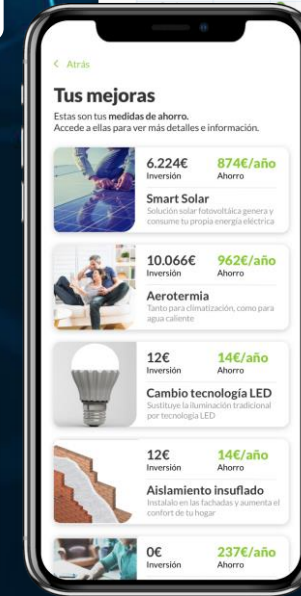 Atrás
Tus mejoras
Estas son tus medidas de ahorro.
Accede a ellas para ver más detalles e información.
6.224€ 874€/año
Inversión Ahorro
Smart Solar
Solución solar fotovoltáica genera y
consume tu propia energía eléctrica
10.066€ 962€/año
Inversión Ahorro
Aerotermia
Tanto para climatización, como para
agua caliente
12€ 14€/año
Inversión Ahorro
Cambio tecnología LED
Sustituye la iluminación tradicional
por tecnología LED
12€ 14€/año
Inversión Ahorro
Aislamiento insuflado
Instalalo en las fachadas y aumenta el
confort de tu hogar
0€ 237€/año
Inversión Ahorro